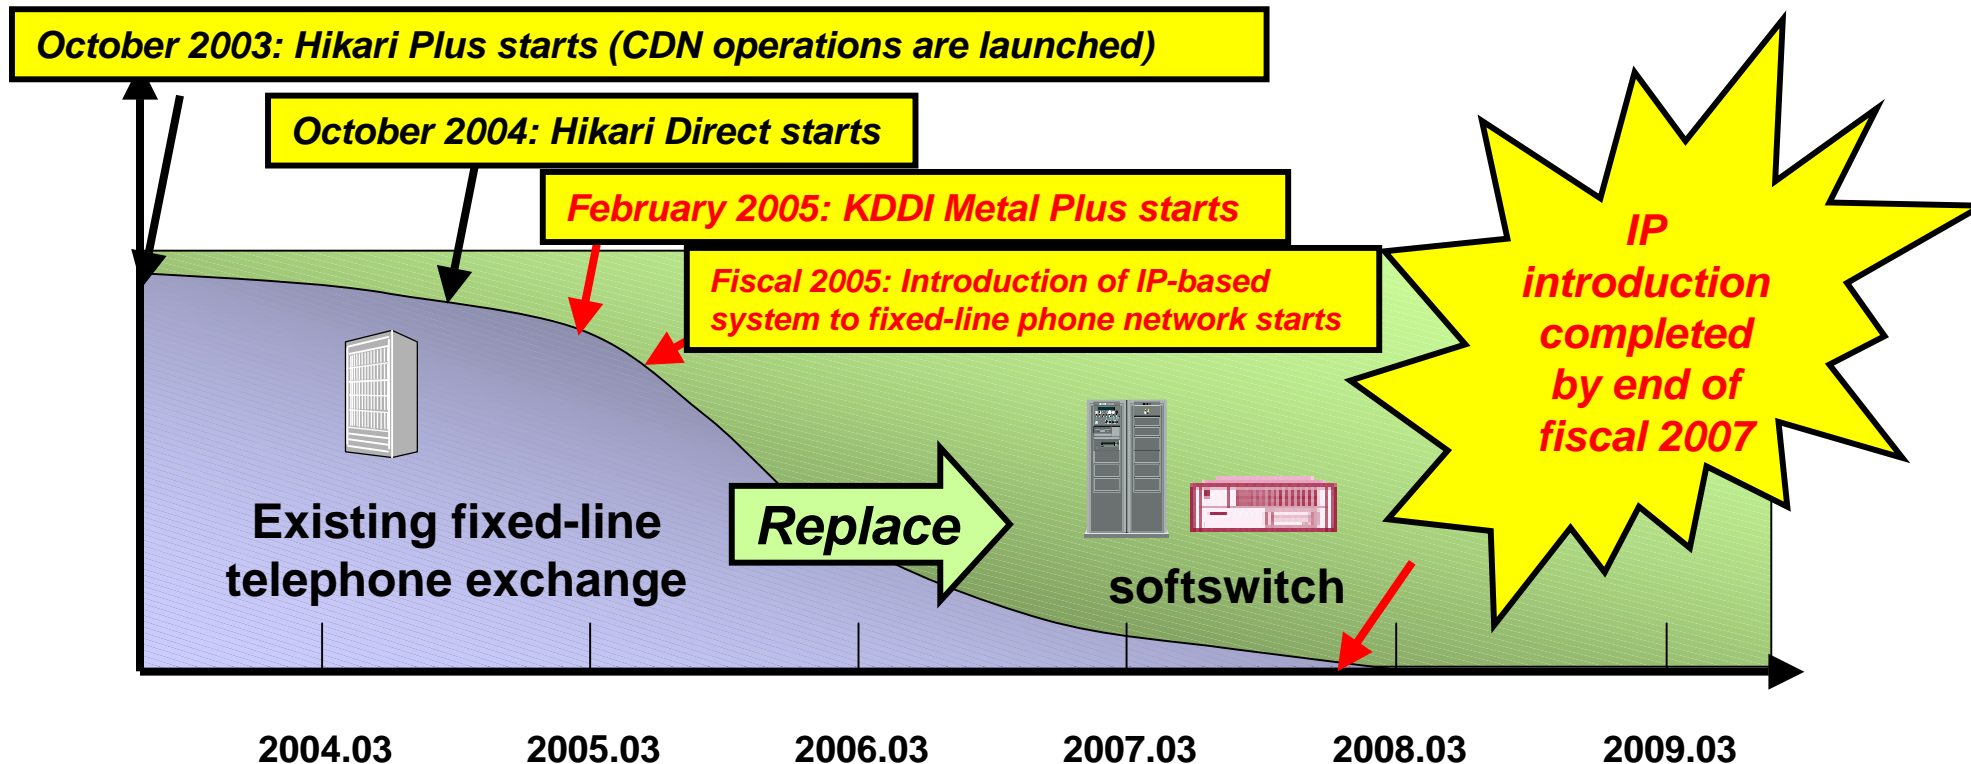 October 2003: Hikari Plus starts (CDN operations are launched)
October 2004: Hikari Direct starts
February 2005: KDDI Metal Plus starts
Fiscal 2005: Introduction of IP-based
system to fixed-line phone network starts
IP
introduction
completed
by end of
fiscal 2007
Existing fixed-line
telephone exchange
Replace
softswitch
2004.03
2005.03
2006.03
2007.03
2008.03
2009.03